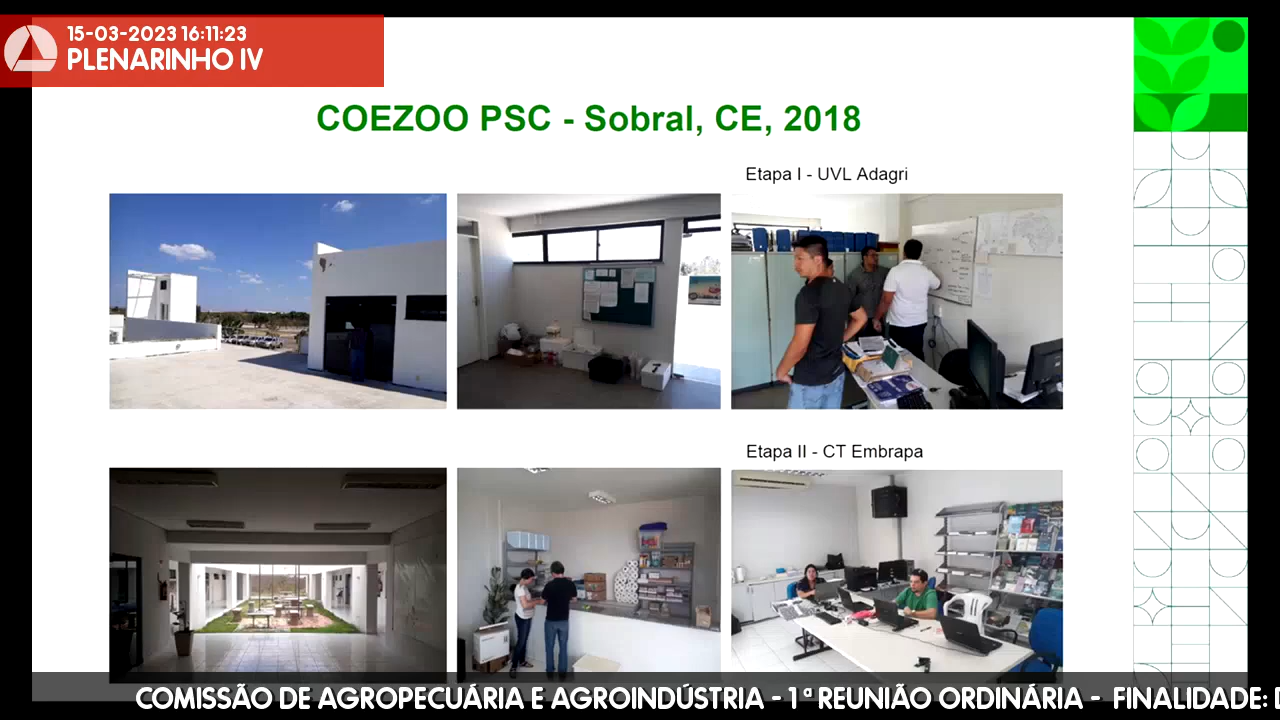 15-03-2023 16:11:23
PLENARINHO IV
COEZOO PSC - Sobral, CE, 2018
Etapa I - UVL Adagri
Etapa II - CT Embrapa
COMISSÃO DE AGROPECUÁRIA E AGROINDÚSTRIA - 1ª REUNIÃO ORDINÁRIA - FINALIDADE: